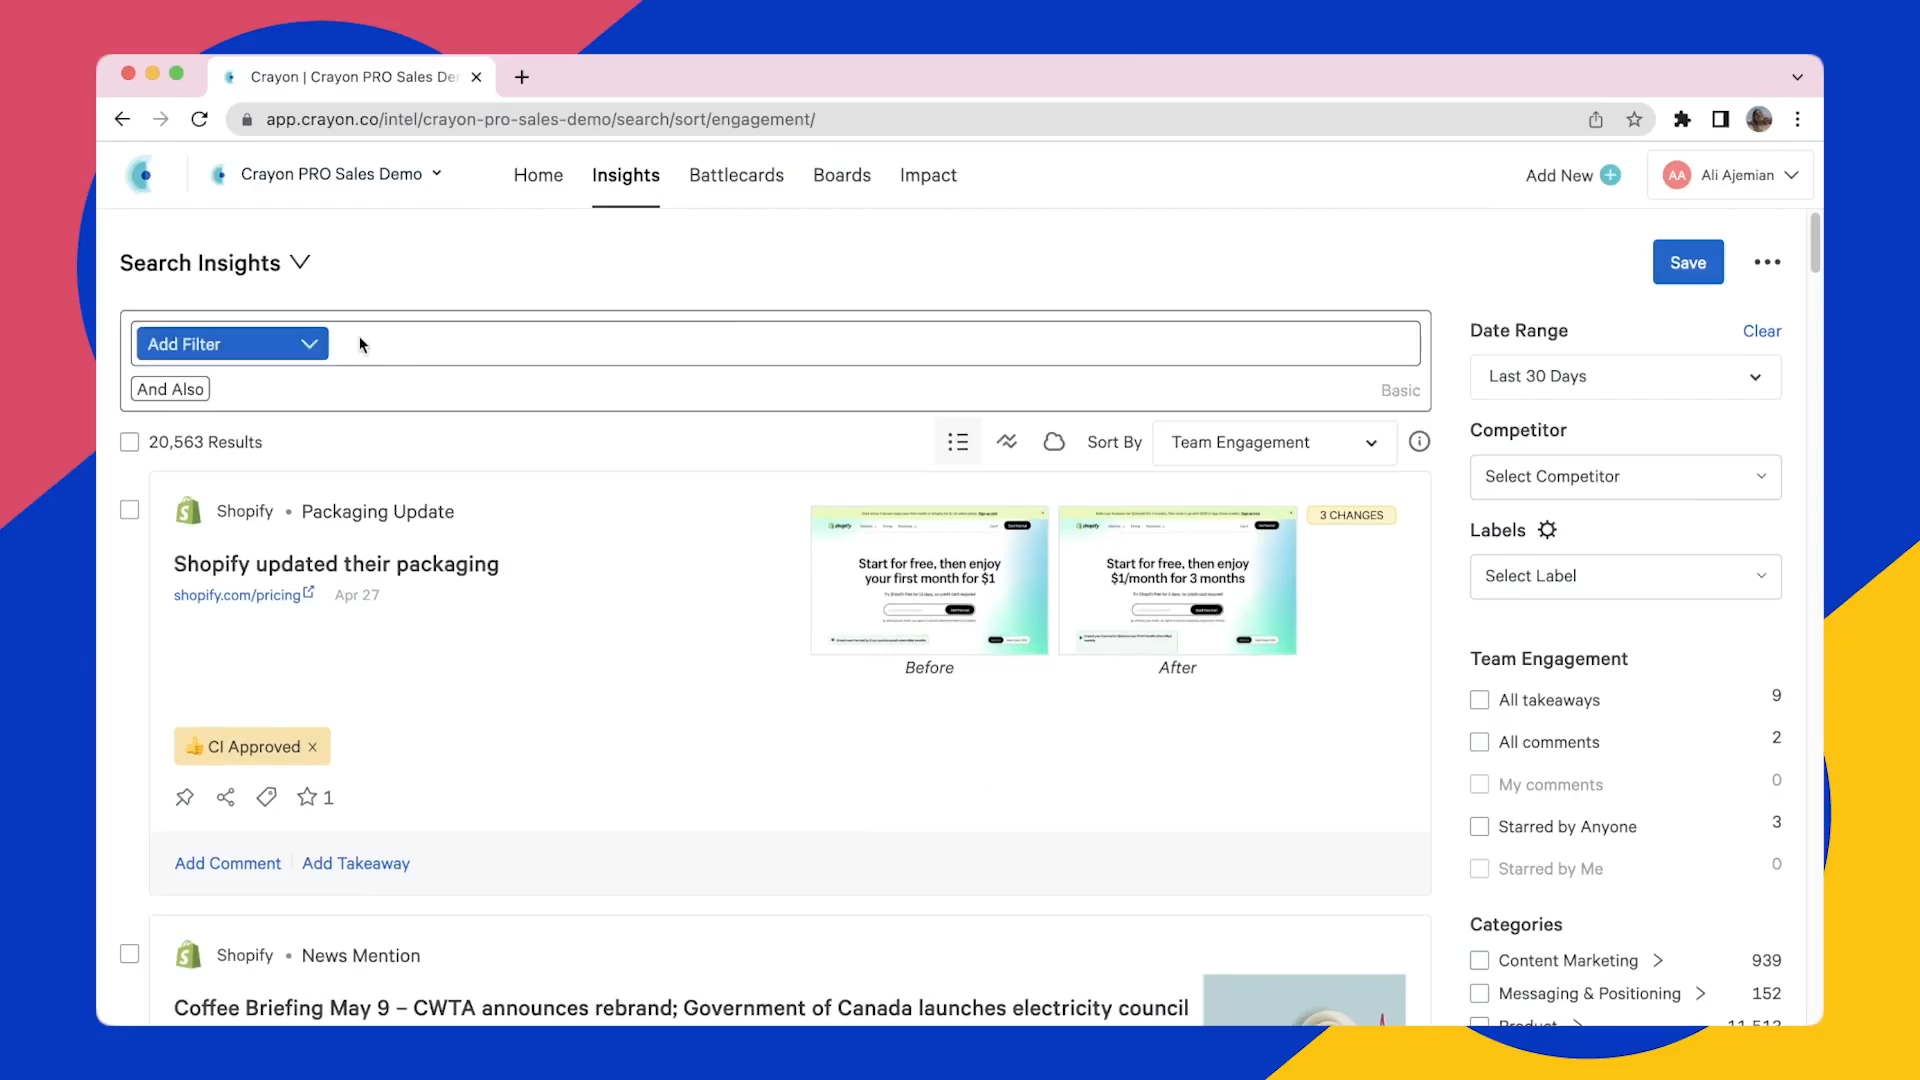 Crayon | Crayon PRO Sales De
app.crayon.co/intel/crayon-pro-sales-demo/search/sort/engagement/
Crayon PRO Sales Demo
Home
Insights
Battlecards
Boards
Impact
Add New
AA
Ali Ajemian
Search Insights
Save
Add Filter
And Also
Basic
Date Range
Clear
Last 30 Days
Competitor
Select Competitor
Labels
Select Label
20,563 Results
Sort By
Team Engagement
Shopify • Packaging Update
Shopify updated their packaging
shopify.com/pricing
Apr 27
shopify
Start for free, then enjoy
your first month for $1
Before
shopify
Start for free, then enjoy
$1/month for 3 months
After
3 CHANGES
👍 CI Approved ×
1
Add Comment
Add Takeaway
Team Engagement
All takeaways 9
All comments 2
My comments 0
Starred by Anyone 3
Starred by Me 0
Categories
Content Marketing 939
Messaging & Positioning 152
Product 11,513
Shopify • News Mention
Coffee Briefing May 9 – CWTA announces rebrand; Government of Canada launches electricity council